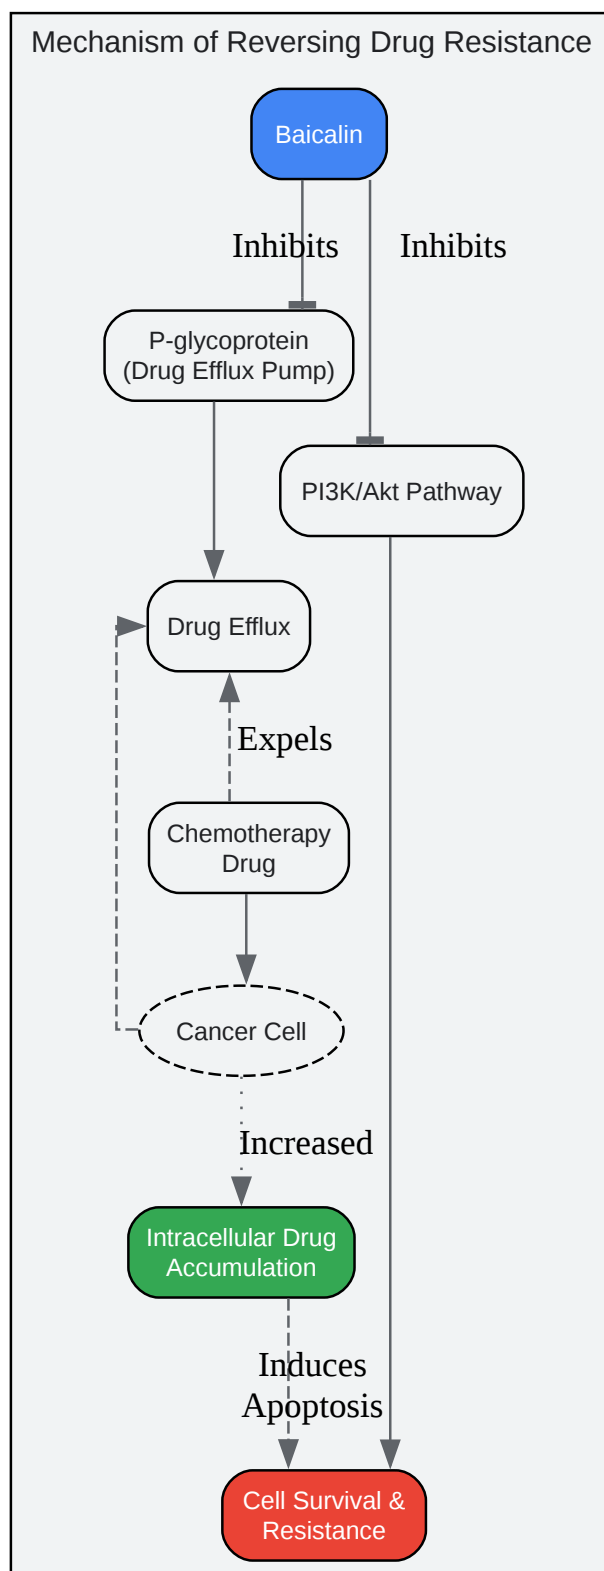 Mechanism of Reversing Drug Resistance
Baicalin
Inhibits
Inhibits
P-glycoprotein
(Drug Efflux Pump)
PI3K/Akt Pathway
Drug Efflux
Expels
Chemotherapy
Drug
Cancer Cell
Increased
Intracellular Drug
Accumulation
Induces
Apoptosis
Cell Survival &
Resistance